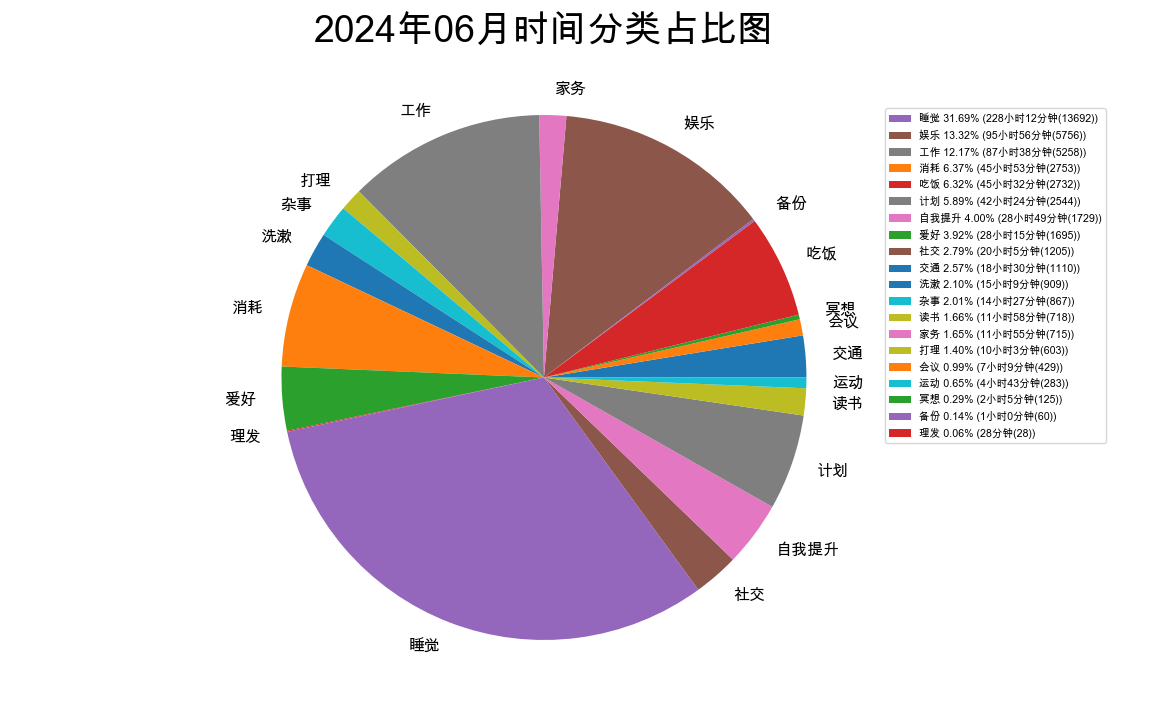 2024年06月时间分类占比图
家务
工作
娱乐
打理
杂事
备份
洗漱
吃饭
消耗
冥想
会议
交通
运动
爱好
读书
理发
计划
自我提升
社交
睡觉
睡觉 31.69% (228小时12分钟(13692))
娱乐 13.32% (95小时56分钟(5756))
工作 12.17% (87小时38分钟(5258))
消耗 6.37% (45小时53分钟(2753))
吃饭 6.32% (45小时32分钟(2732))
计划 5.89% (42小时24分钟(2544))
自我提升 4.00% (28小时49分钟(1729))
爱好 3.92% (28小时15分钟(1695))
社交 2.79% (20小时5分钟(1205))
交通 2.57% (18小时30分钟(1110))
洗漱 2.10% (15小时9分钟(909))
杂事 2.01% (14小时27分钟(867))
读书 1.66% (11小时58分钟(718))
家务 1.65% (11小时55分钟(715))
打理 1.40% (10小时3分钟(603))
会议 0.99% (7小时9分钟(429))
运动 0.65% (4小时43分钟(283))
冥想 0.29% (2小时5分钟(125))
备份 0.14% (1小时0分钟(60))
理发 0.06% (28分钟(28))